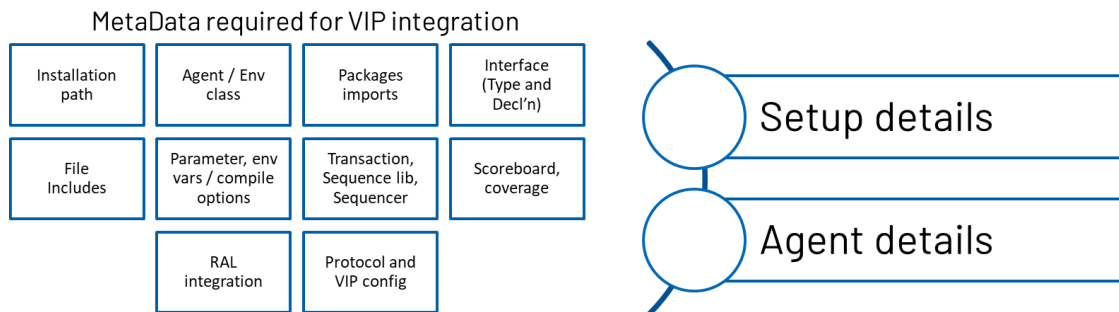 MetaData required for VIP integration
Installation
path
Agent / Env
class
Packages
imports
Interface
(Type and
Decl’n)
File
Includes
Parameter, env
vars / compile
options
Transaction,
Sequence lib,
Sequencer
Scoreboard,
coverage
RAL
integration
Protocol and
VIP config
Setup details
Agent details